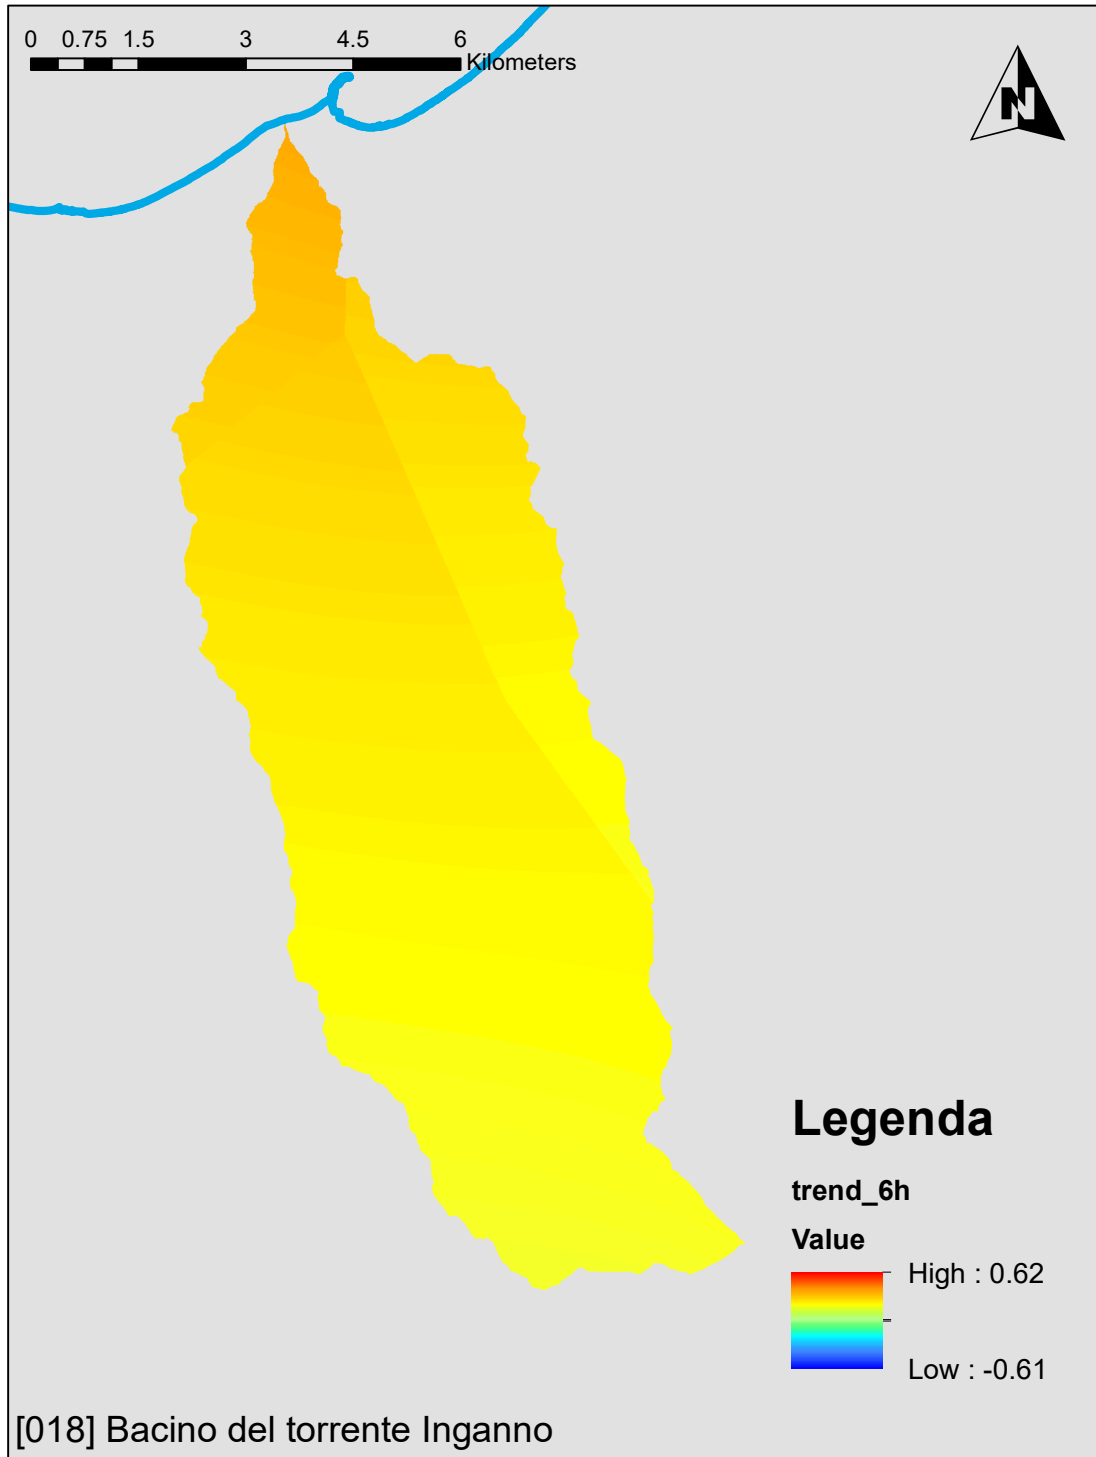 0 0.75 1.5 3 4.5 6
Kilometers
N
Legenda
trend_6h
Value
High : 0.62
Low : -0.61
[018] Bacino del torrente Inganno